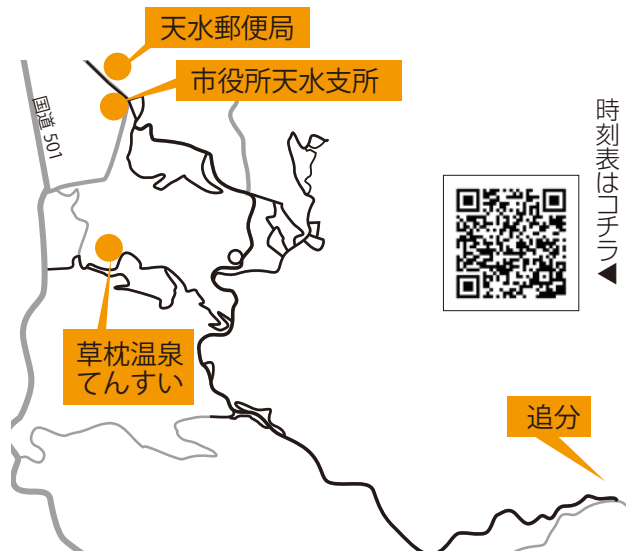 天水郵便局
市役所天水支所
国道 501
時刻表はコチラ▼
草枕温泉
てんすい
追分